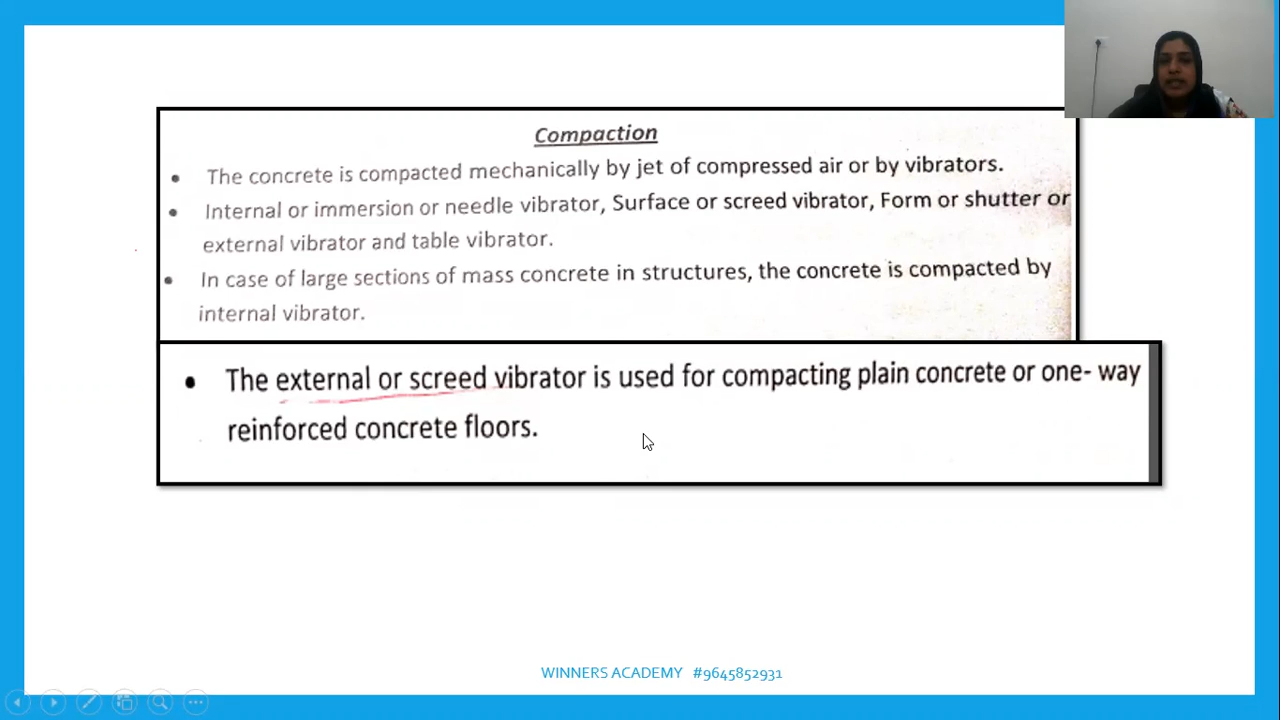 Compaction
• The concrete is compacted mechanically by jet of compressed air or by vibrators.
• Internal or immersion or needle vibrator, Surface or screed vibrator, Form or shutter or
external vibrator and table vibrator.
• In case of large sections of mass concrete in structures, the concrete is compacted by
internal vibrator.
• The external or screed vibrator is used for compacting plain concrete or one- way
reinforced concrete floors.
WINNERS ACADEMY #9645852931